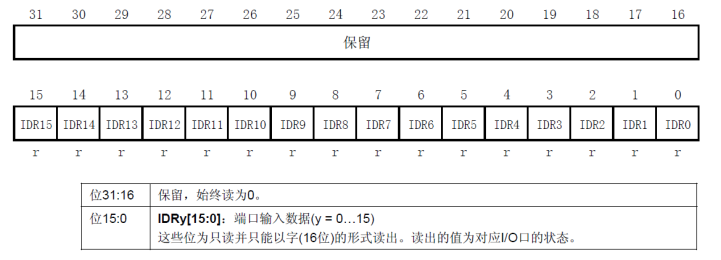 31 30 29 28 27 26 25 24 23 22 21 20 19 18 17 16
保留
15 14 13 12 11 10 9 8 7 6 5 4 3 2 1 0
IDR15 IDR14 IDR13 IDR12 IDR11 IDR10 IDR9 IDR8 IDR7 IDR6 IDR5 IDR4 IDR3 IDR2 IDR1 IDR0
r r r r r r r r r r r r r r r r
位31:16 保留，始终读为0。
位15:0 IDRy[15:0]：端口输入数据(y = 0…15)
这些位为只读并只能以字(16位)的形式读出。读出的值为对应I/O口的状态。